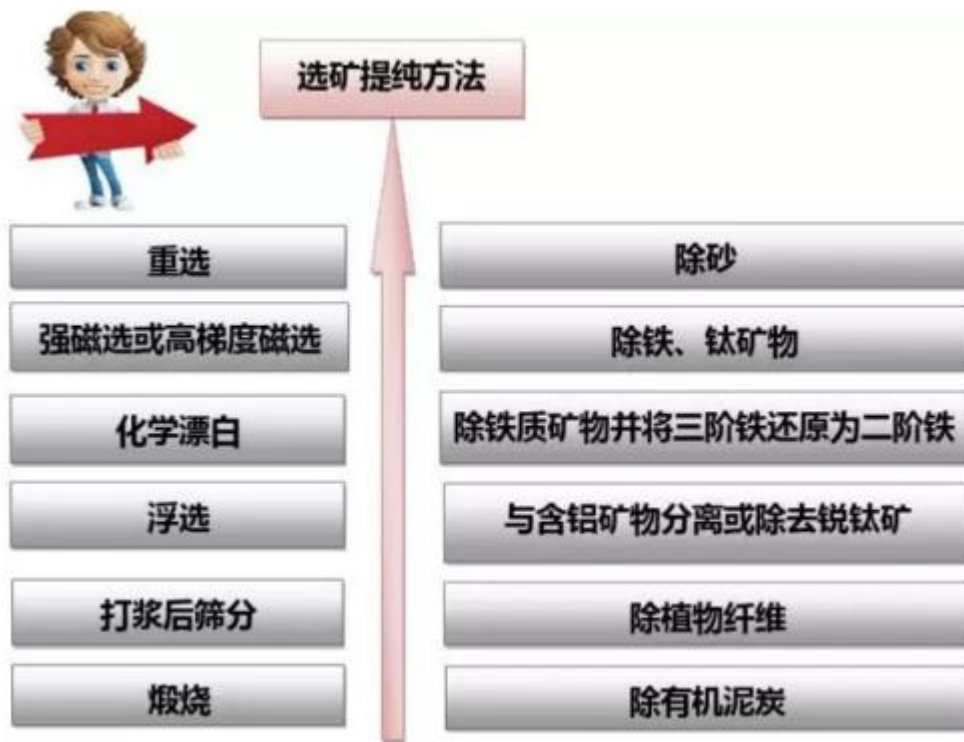 选矿提纯方法
重选
除砂
强磁选或高梯度磁选
除铁、钛矿物
化学漂白
除铁质矿物并将三阶铁还原为二阶铁
浮选
与含铝矿物分离或除去锐钛矿
打浆后筛分
除植物纤维
煅烧
除有机泥炭